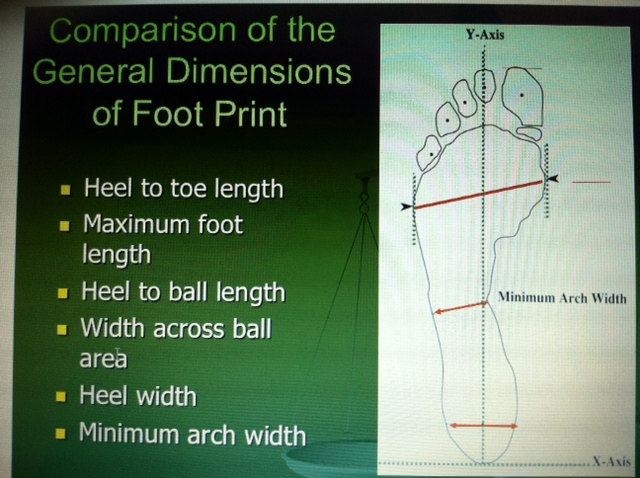 Comparison of the
General Dimensions
of Foot Print
Heel to toe length
Maximum foot
length
Heel to ball length
Width across ball
area
Heel width
Minimum arch width
Y-Axis
Minimum Arch Width
X-Axis